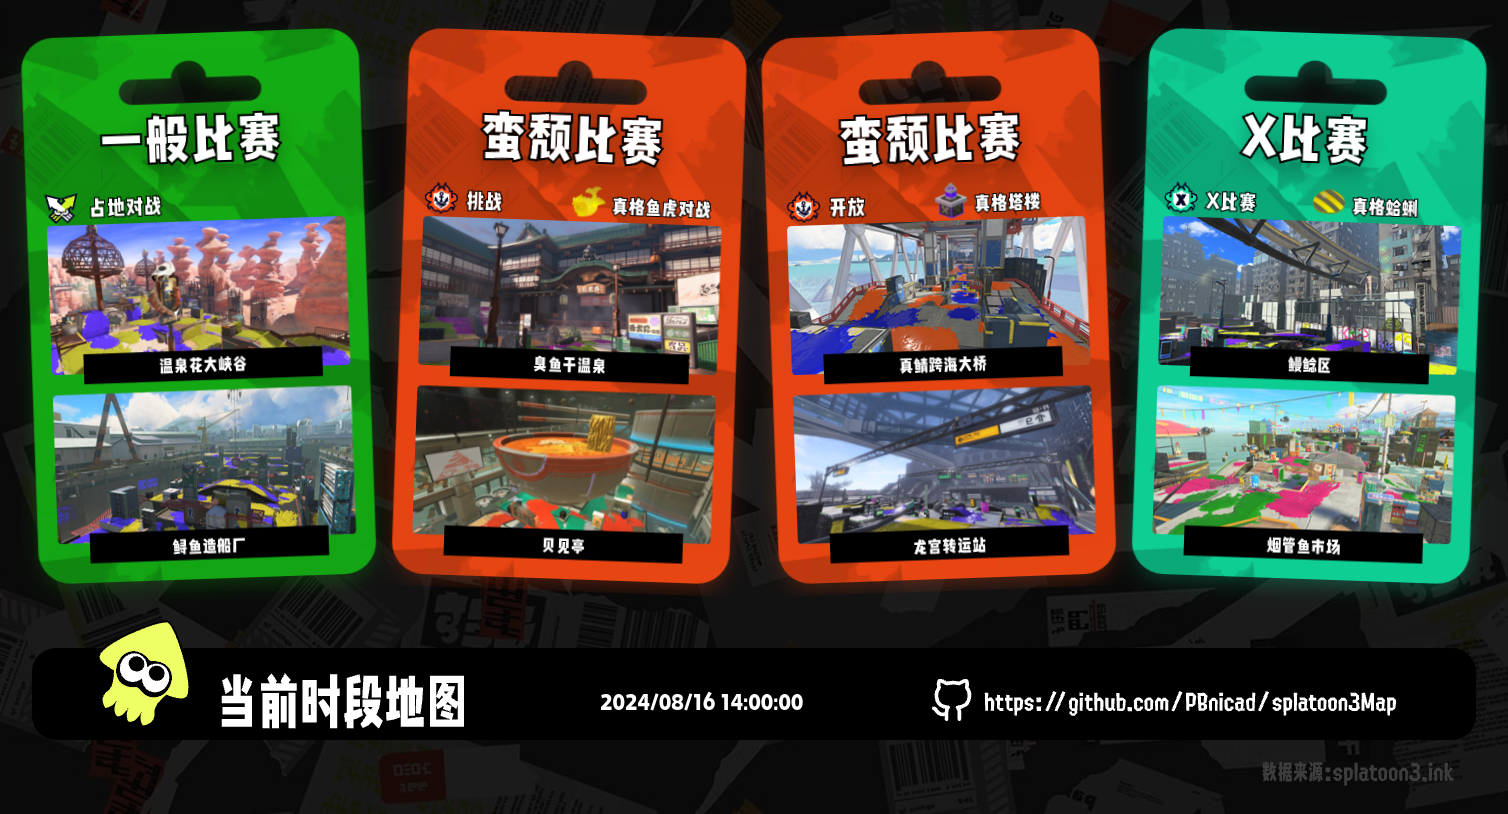 一般比赛
占地对战
温泉花大峡谷
鲟鱼造船厂
蛮颓比赛
挑战
真格鱼虎对战
臭鱼干温泉
贝见亭
蛮颓比赛
开放
真格塔楼
真鲷跨海大桥
龙宫转运站
X比赛
X比赛
真格蛤蜊
鳗鲶区
烟管鱼市场
当前时段地图
2024/08/16 14:00:00
https://github.com/PBnicad/splatoon3Map
数据来源:splatoon3.ink